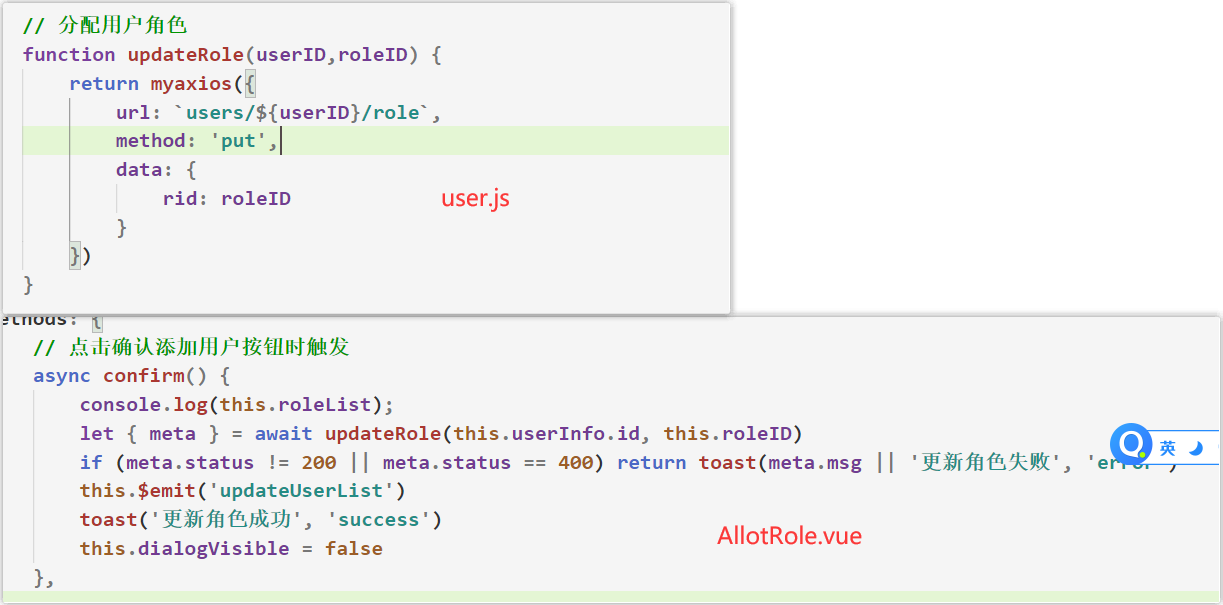 // 分配用户角色
function updateRole(userID,roleID) {
return myaxios({
url: `users/${userID}/role`,
method: 'put',
data: {
rid: roleID
}
})
}
user.js
methods: {
// 点击确认添加用户按钮时触发
async confirm() {
console.log(this.roleList);
let { meta } = await updateRole(this.userInfo.id, this.roleID)
if (meta.status != 200 || meta.status == 400) return toast(meta.msg || '更新角色失败', 'error')
this.$emit('updateUserList')
toast('更新角色成功', 'success')
this.dialogVisible = false
},
AllotRole.vue
英